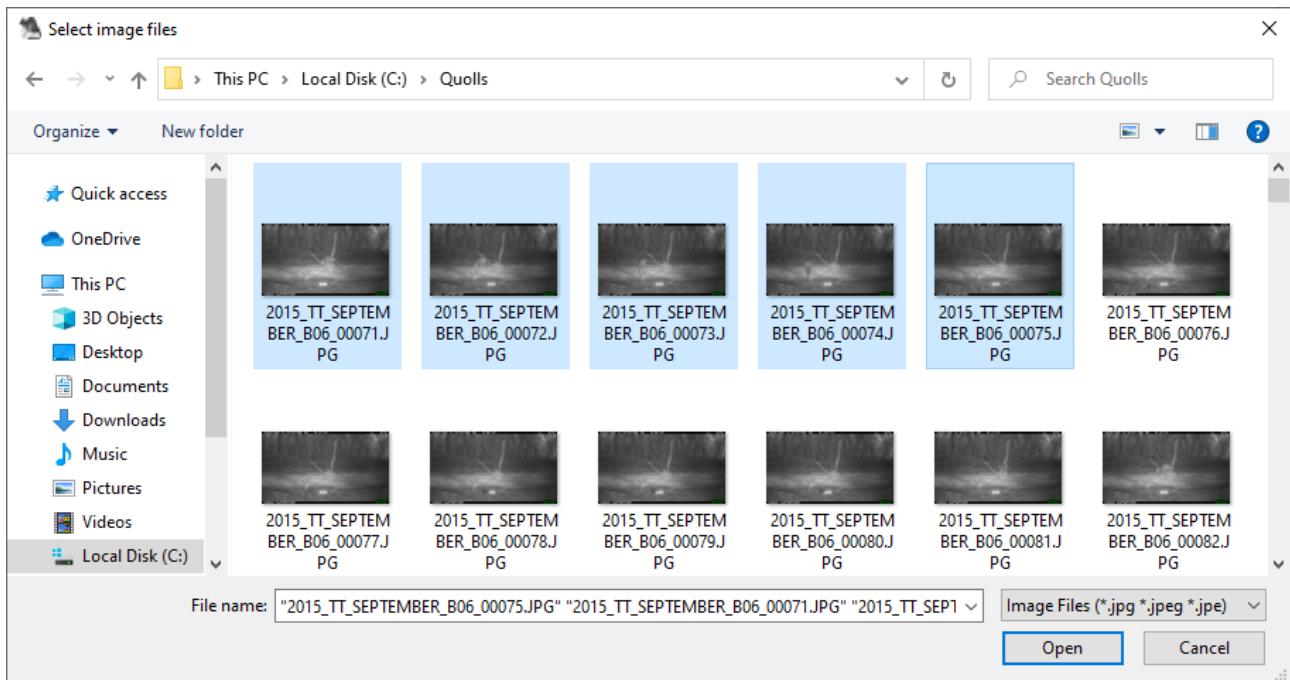 Select image files
This PC > Local Disk (C:) > Quolls
Search Quolls
Organize
New folder
Quick access
OneDrive
This PC
3D Objects
Desktop
Documents
Downloads
Music
Pictures
Videos
Local Disk (C:)
2015_TT_SEPTEM
BER_B06_00071.J
PG
2015_TT_SEPTEM
BER_B06_00072.J
PG
2015_TT_SEPTEM
BER_B06_00073.J
PG
2015_TT_SEPTEM
BER_B06_00074.J
PG
2015_TT_SEPTEM
BER_B06_00075.J
PG
2015_TT_SEPTEM
BER_B06_00076.J
PG
2015_TT_SEPTEM
BER_B06_00077.J
PG
2015_TT_SEPTEM
BER_B06_00078.J
PG
2015_TT_SEPTEM
BER_B06_00079.J
PG
2015_TT_SEPTEM
BER_B06_00080.J
PG
2015_TT_SEPTEM
BER_B06_00081.J
PG
2015_TT_SEPTEM
BER_B06_00082.J
PG
File name: "2015_TT_SEPTEMBER_B06_00075.JPG" "2015_TT_SEPTEMBER_B06_00071.JPG" "2015_TT_SEPT
Image Files (*.jpg *.jpeg *.jpe)
Open
Cancel